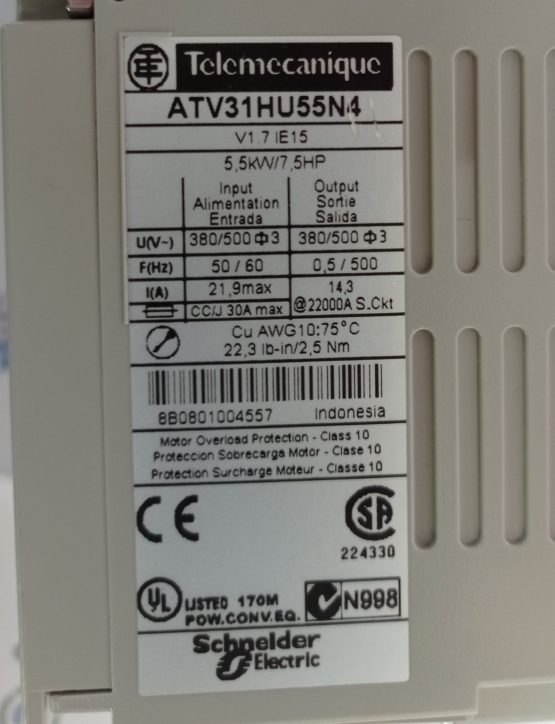 Telemecanique
ATV31HU55N4
V1.7 IE15
5,5kW/7,5HP
Input Output
Alimentation Sortie
Entrada Salida
U(V~) 380/500 Φ3 380/500 Φ3
F(Hz) 50 / 60 0,5 / 500
I(A) 21,9max 14,3
CC/J 30A max @22000A S.Ckt
Cu AWG10:75°C
22,3 lb-in/2,5 Nm
8B0801004557 Indonesia
Motor Overload Protection - Class 10
Proteccion Sobrecarga Motor - Clase 10
Protection Surcharge Moteur - Classe 10
CE SA
224330
UL LISTED 170M N998
POW.CONV.EQ.
Schneider
Electric